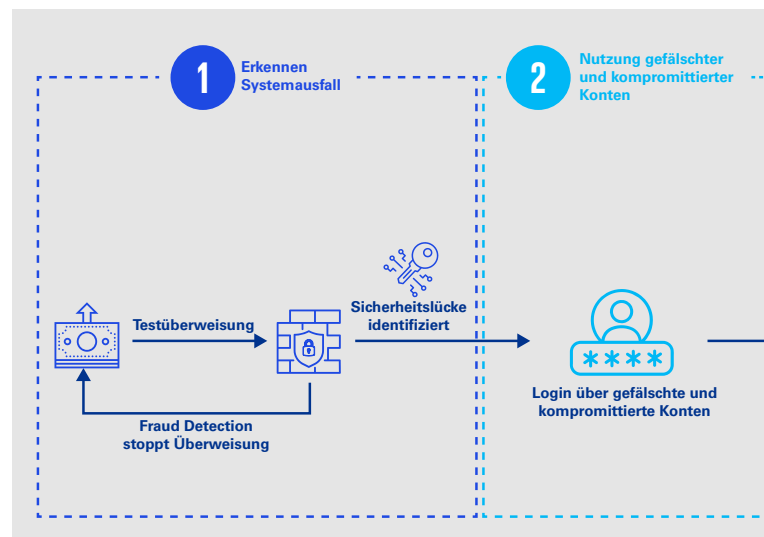 1
Erkennen
Systemausfall
2
Nutzung gefälschter
und kompromittierter
Konten
Testüberweisung
Sicherheitslücke
identifiziert
Fraud Detection
stoppt Überweisung
****
Login über gefälschte und
kompromittierte Konten